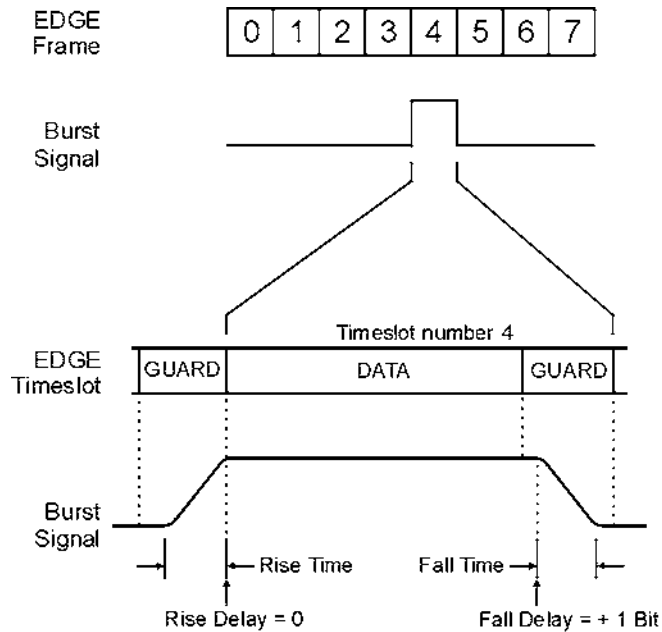 EDGE
Frame
0 1 2 3 4 5 6 7
Burst
Signal
Timeslot number 4
EDGE
Timeslot
GUARD DATA GUARD
Burst
Signal
Rise Time Fall Time
Rise Delay = 0 Fall Delay = + 1 Bit